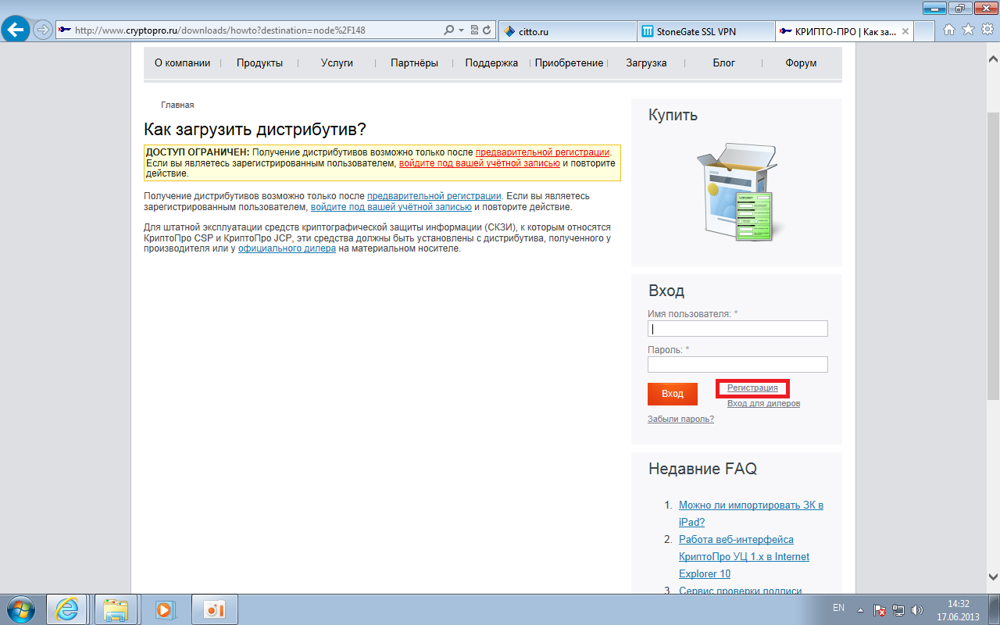 http://www.cryptopro.ru/downloads/howto?destination=node%2F148
citto.ru
StoneGate SSL VPN
КРИПТО-ПРО | Как за...
О компании
Продукты
Услуги
Партнёры
Поддержка
Приобретение
Загрузка
Блог
Форум
Главная
Как загрузить дистрибутив?
ДОСТУП ОГРАНИЧЕН: Получение дистрибутивов возможно только после предварительной регистрации.
Если вы являетесь зарегистрированным пользователем, войдите под вашей учётной записью и повторите
действие.
Получение дистрибутивов возможно только после предварительной регистрации. Если вы являетесь
зарегистрированным пользователем, войдите под вашей учётной записью и повторите действие.
Для штатной эксплуатации средств криптографической защиты информации (СКЗИ), к которым относятся
КриптоПро CSP и КриптоПро JCP, эти средства должны быть установлены с дистрибутива, полученного у
производителя или у официального дилера на материальном носителе.
Купить
Вход
Имя пользователя: *
Пароль: *
Вход
Регистрация
Вход для дилеров
Забыли пароль?
Недавние FAQ
1. Можно ли импортировать ЗК в
iPad?
2. Работа веб-интерфейса
КриптоПро УЦ 1.x в Internet
Explorer 10
3. Сервис проверки подписи
EN
14:32
17.06.2013